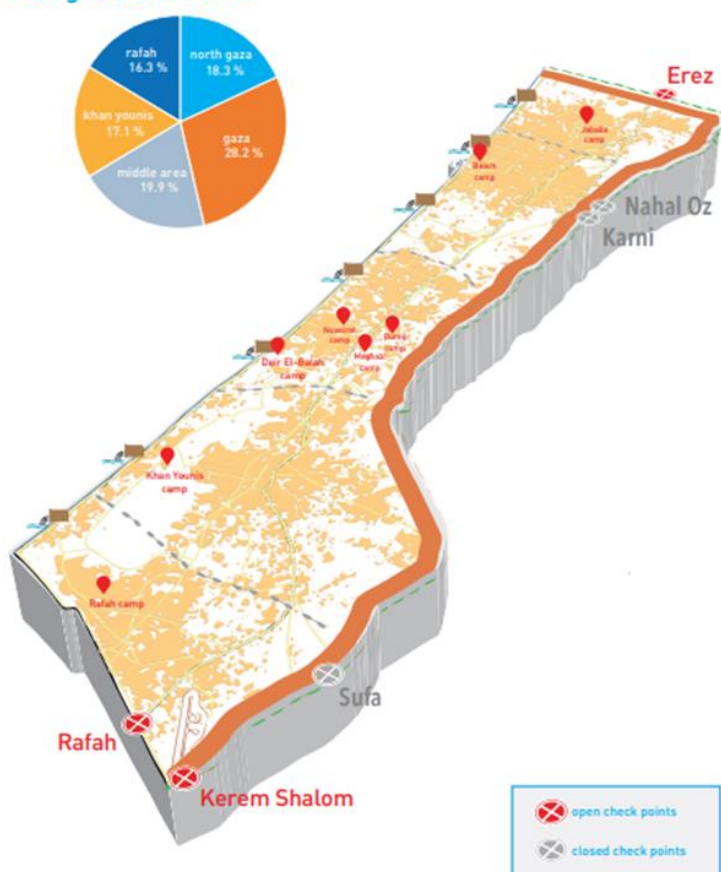 rafah
16.3 %
north gaza
18.3 %
khan younis
17.1 %
gaza
28.2 %
middle area
19.9 %
Erez
Jabalia
camp
Beach
camp
Nahal Oz
Karni
Nuseirat
camp
Bureij
camp
Maghazi
camp
Deir El-Balah
camp
Khan Younis
camp
Rafah camp
Sufa
Rafah
Kerem Shalom
open check points
closed check points